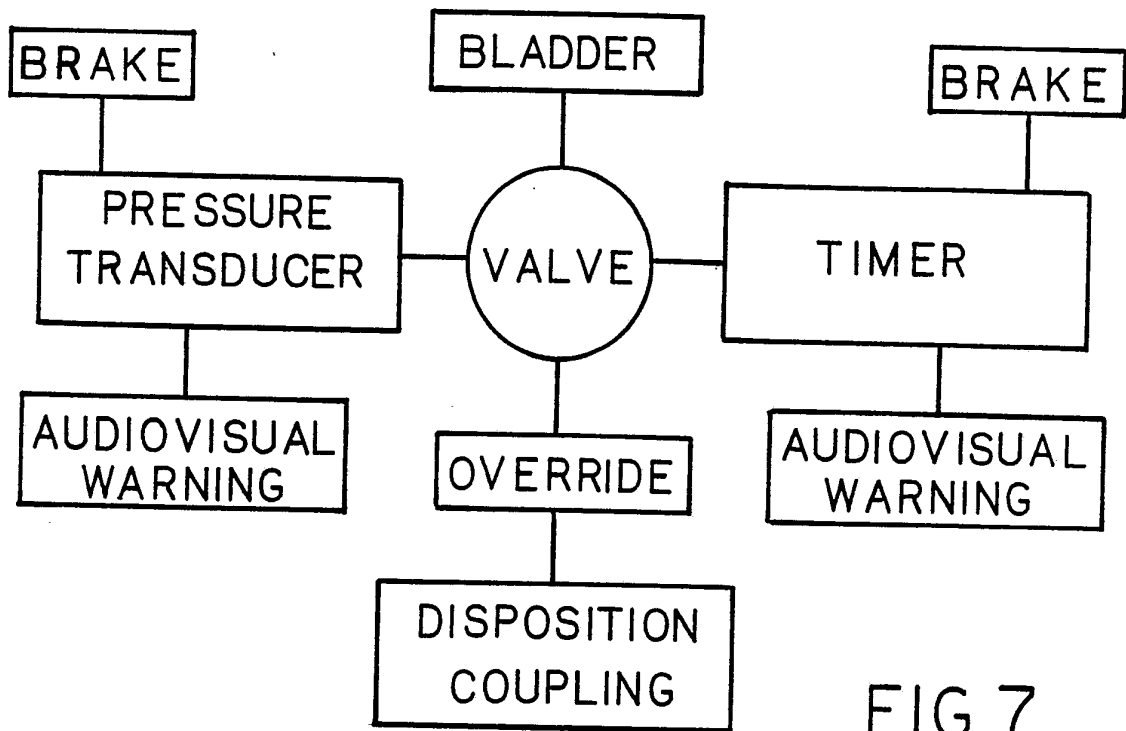 BRAKE
BLADDER
BRAKE
PRESSURE
TRANSDUCER
VALVE
TIMER
AUDIOVISUAL
WARNING
OVERRIDE
AUDIOVISUAL
WARNING
DISPOSITION
COUPLING
FIG 7